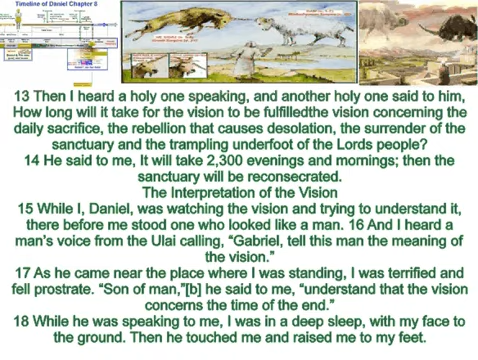 Timeline of Daniel Chapter 8
13 Then I heard a holy one speaking, and another holy one said to him,
How long will it take for the vision to be fulfilledthe vision concerning the
daily sacrifice, the rebellion that causes desolation, the surrender of the
sanctuary and the trampling underfoot of the Lords people?
14 He said to me, It will take 2,300 evenings and mornings; then the
sanctuary will be reconsecrated.
The Interpretation of the Vision
15 While I, Daniel, was watching the vision and trying to understand it,
there before me stood one who looked like a man. 16 And I heard a
man’s voice from the Ulai calling, “Gabriel, tell this man the meaning of
the vision.”
17 As he came near the place where I was standing, I was terrified and
fell prostrate. “Son of man,”[b] he said to me, “understand that the vision
concerns the time of the end.”
18 While he was speaking to me, I was in a deep sleep, with my face to
the ground. Then he touched me and raised me to my feet.